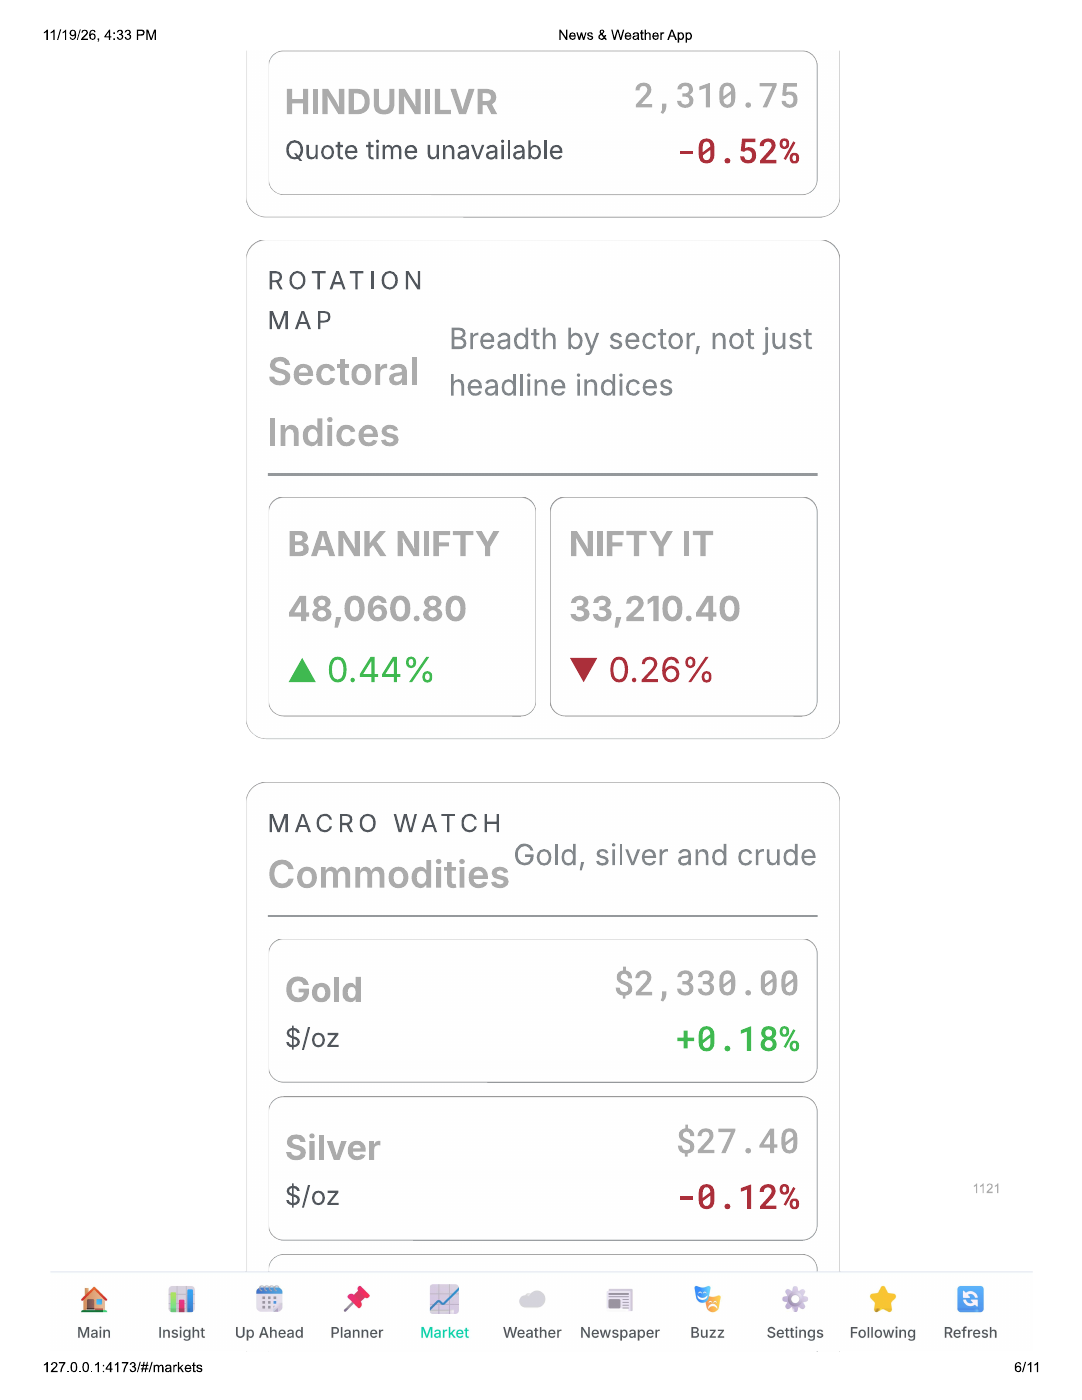 11/19/26, 4:33 PM
News & Weather App
HINDUNILVR
2,310.75
Quote time unavailable
-0.52%
ROTATION
MAP
Sectoral
Indices
Breadth by sector, not just
headline indices
BANK NIFTY
48,060.80
▲ 0.44%
NIFTY IT
33,210.40
▼ 0.26%
MACRO WATCH
Commodities
Gold, silver and crude
Gold
$2,330.00
$/oz
+0.18%
Silver
$27.40
$/oz
-0.12%
1121
Main
Insight
Up Ahead
Planner
Market
Weather
Newspaper
Buzz
Settings
Following
Refresh
127.0.0.1:4173/#/markets
6/11